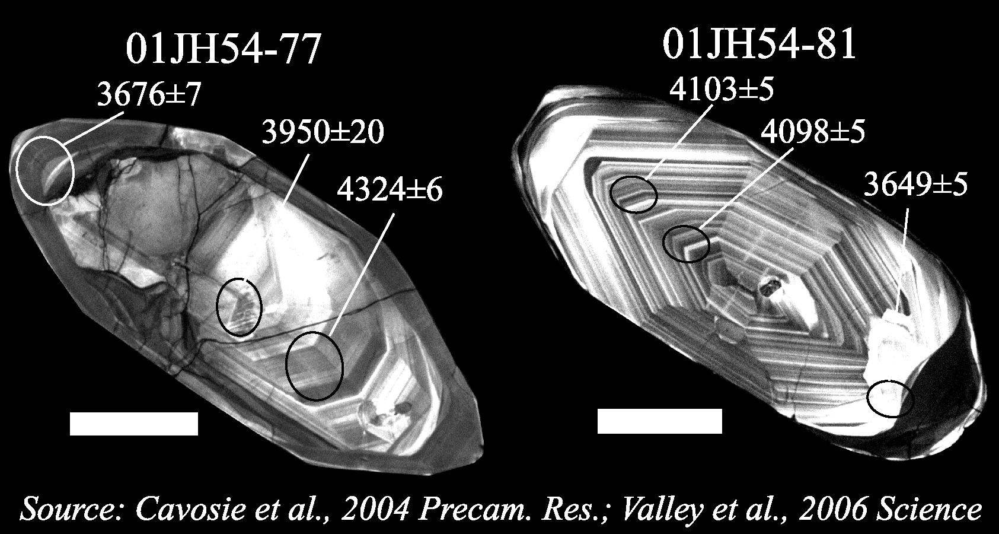 01JH54-77
3676±7
3950±20
4324±6
01JH54-81
4103±5
4098±5
3649±5
Source: Cavosie et al., 2004 Precam. Res.; Valley et al., 2006 Science